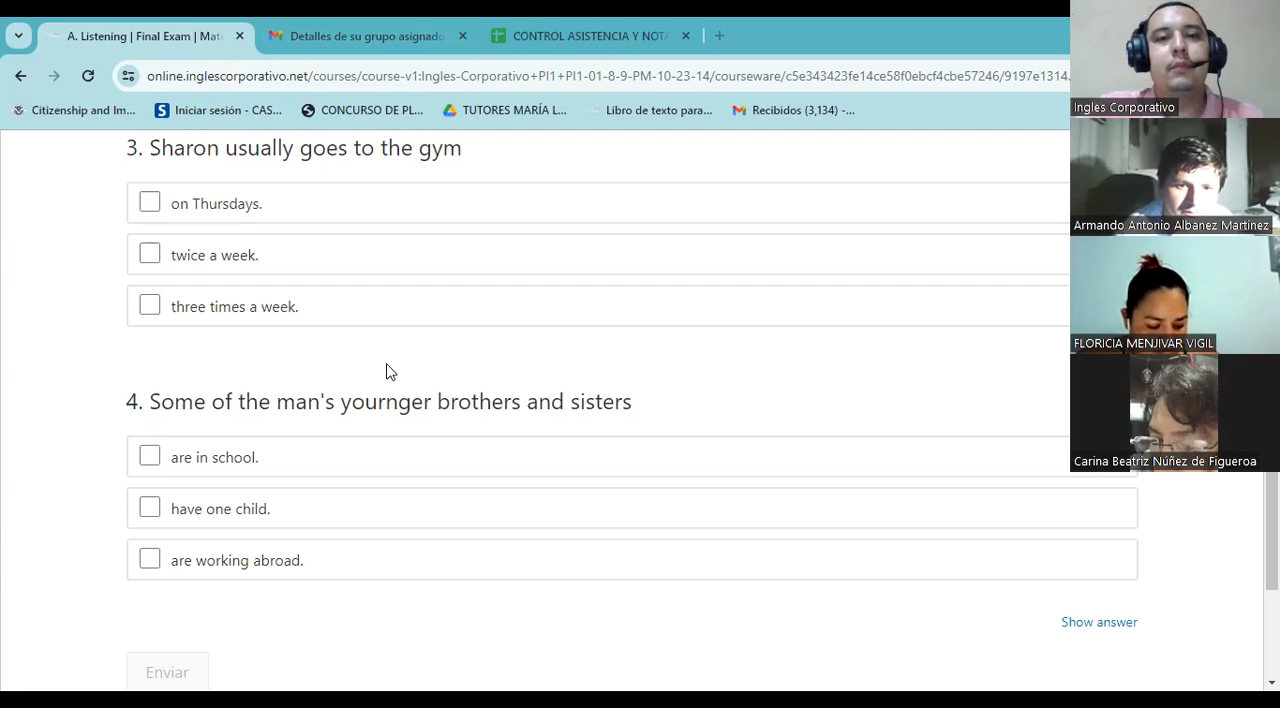 A. Listening | Final Exam | Mate
Detalles de su grupo asignado
CONTROL ASISTENCIA Y NOTA
online.inglescorporativo.net/courses/course-v1:Ingles-Corporativo+PI1+PI1-01-8-9-PM-10-23-14/courseware/c5e346423fe14ce58f0ebcf4cbe57246/9197e1314.
Citizenship and Im...
Iniciar sesión - CAS...
CONCURSO DE PL...
TUTORES MARÍA L...
Libro de texto para...
Recibidos (3,134) -...
3. Sharon usually goes to the gym
on Thursdays.
twice a week.
three times a week.
4. Some of the man's yournger brothers and sisters
are in school.
have one child.
are working abroad.
Show answer
Enviar
Ingles Corporativo
Armando Antonio Albanez Martinez
FLORICIA MENJIVAR VIGIL
Carina Beatriz Núñez de Figueroa